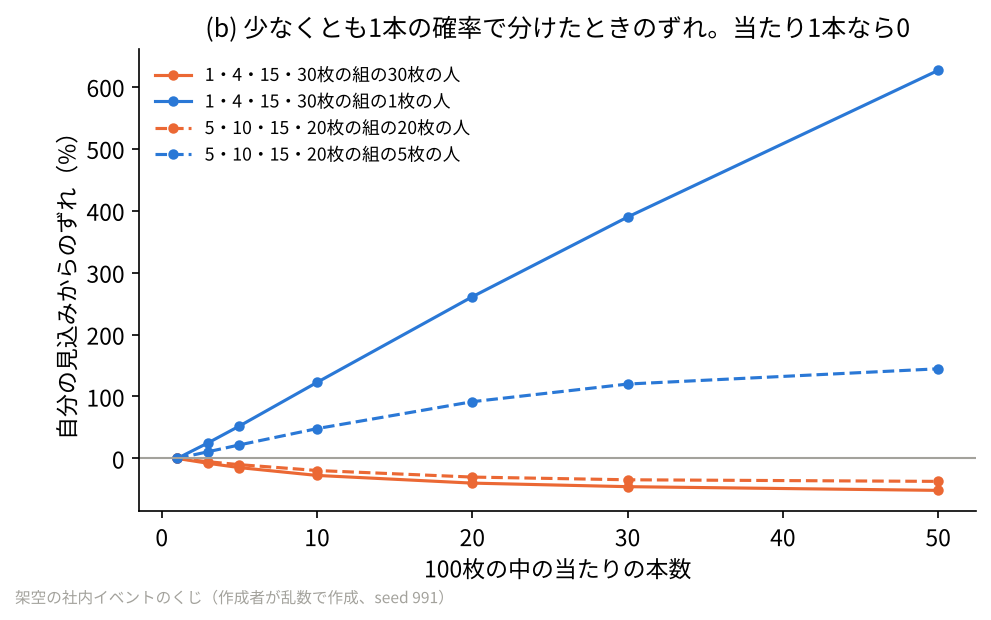 (b) 少なくとも1本の確率で分けたときのずれ。当たり1本なら0
1・4・15・30枚の組の30枚の人
1・4・15・30枚の組の1枚の人
5・10・15・20枚の組の20枚の人
5・10・15・20枚の組の5枚の人
自分の見込みからのずれ（%）
600
500
400
300
200
100
0
0 10 20 30 40 50
100枚の中の当たりの本数
架空の社内イベントのくじ（作成者が乱数で作成、seed 991）